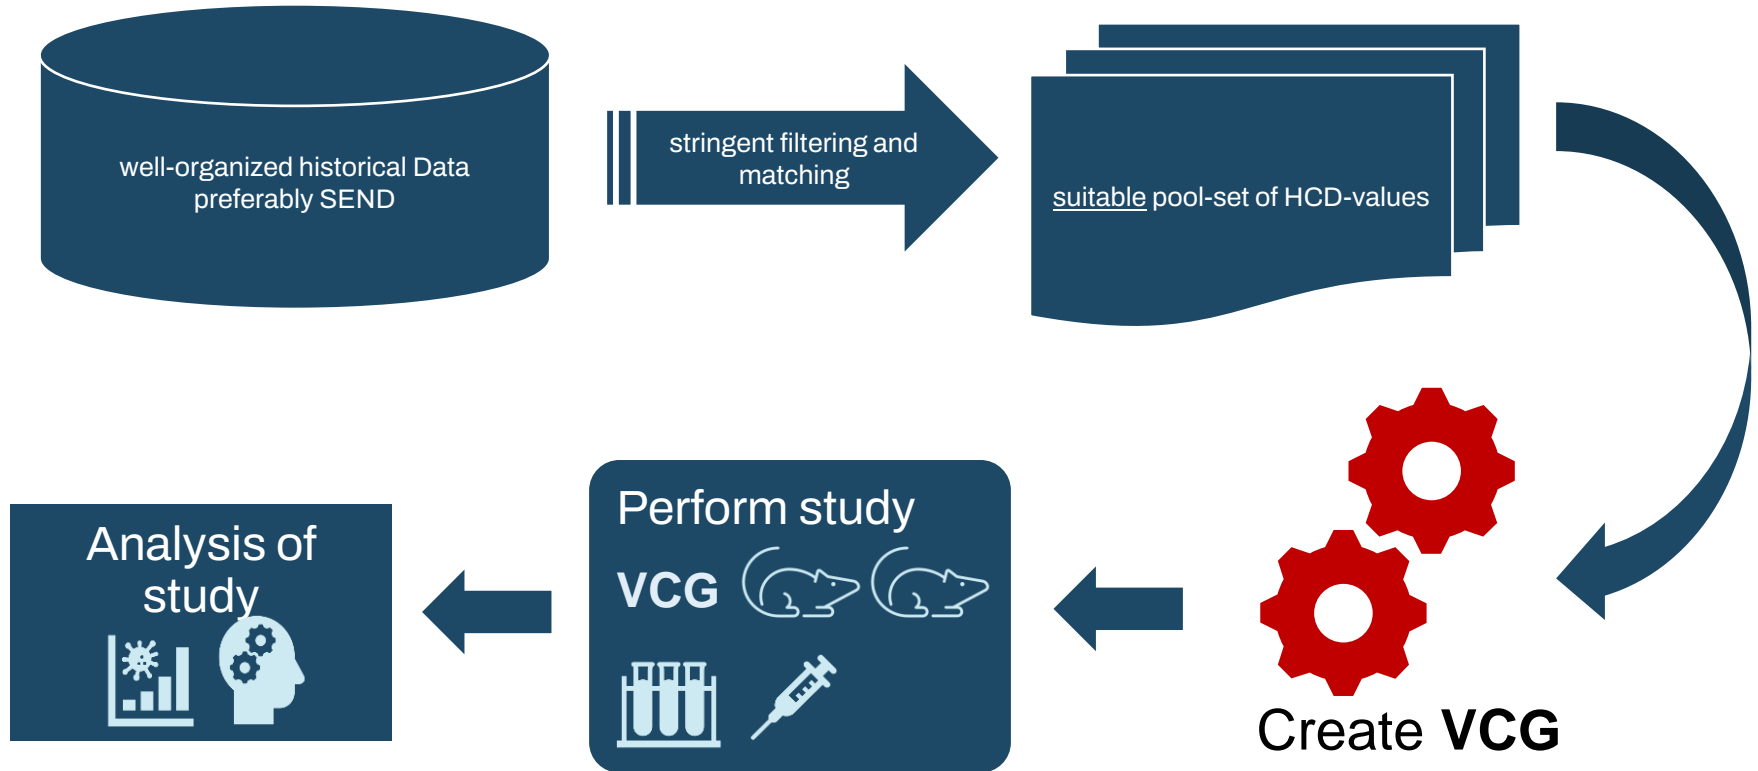 well-organized historical Data
preferably SEND
stringent filtering and
matching
suitable pool-set of HCD-values
Create VCG
Perform study
VCG
Analysis of
study